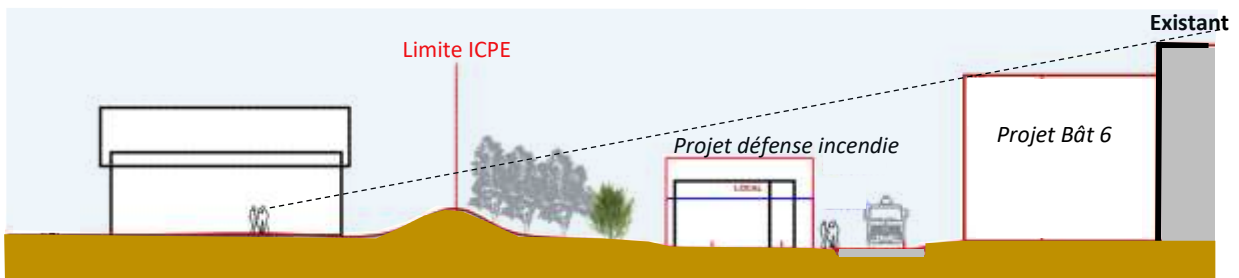 Existant
Limite ICPE
Projet défense incendie
Projet Bât 6
LOCAL